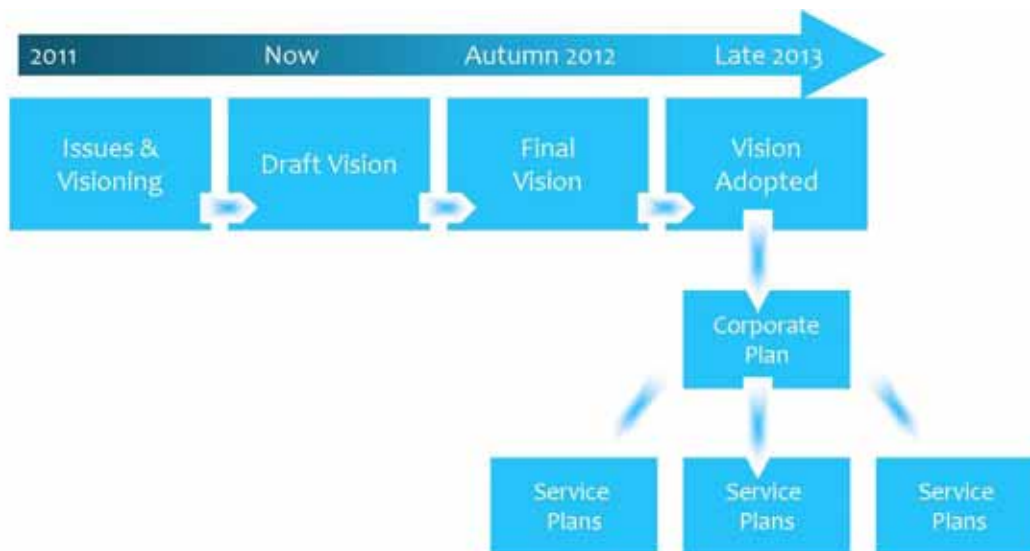 2011 Now Autumn 2012 Late 2013
Issues &
Visioning
Draft Vision
Final
Vision
Vision
Adopted
Corporate
Plan
Service
Plans
Service
Plans
Service
Plans